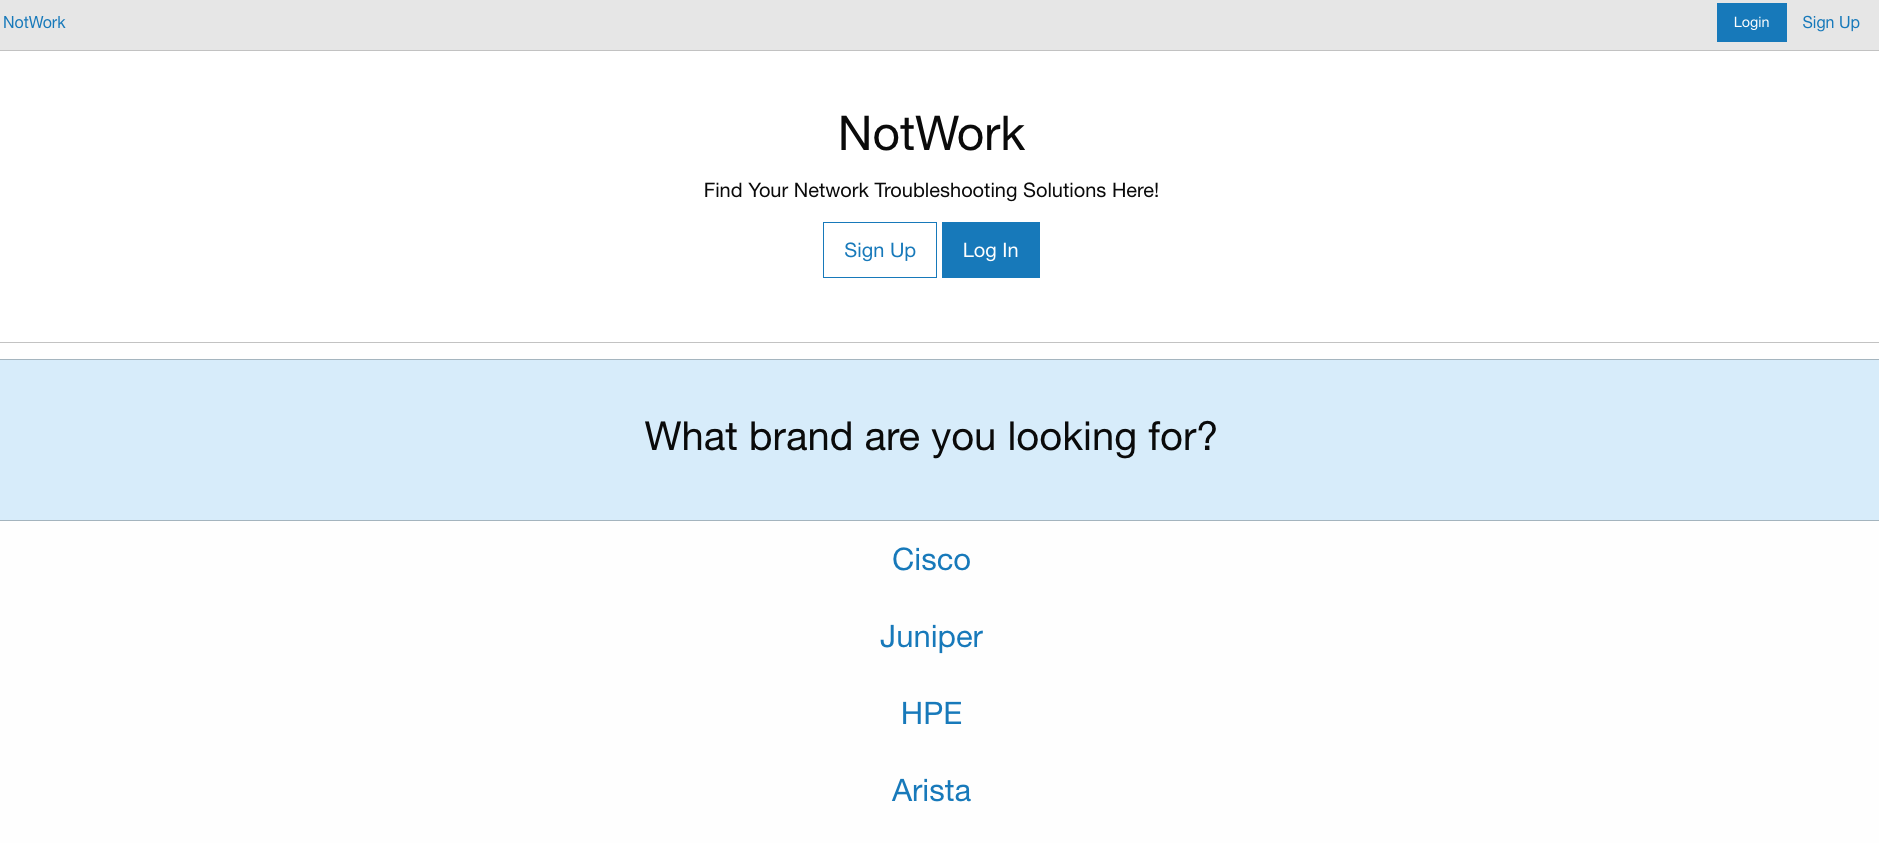 NotWork
Login
Sign Up
NotWork
Find Your Network Troubleshooting Solutions Here!
Sign Up
Log In
What brand are you looking for?
Cisco
Juniper
HPE
Arista